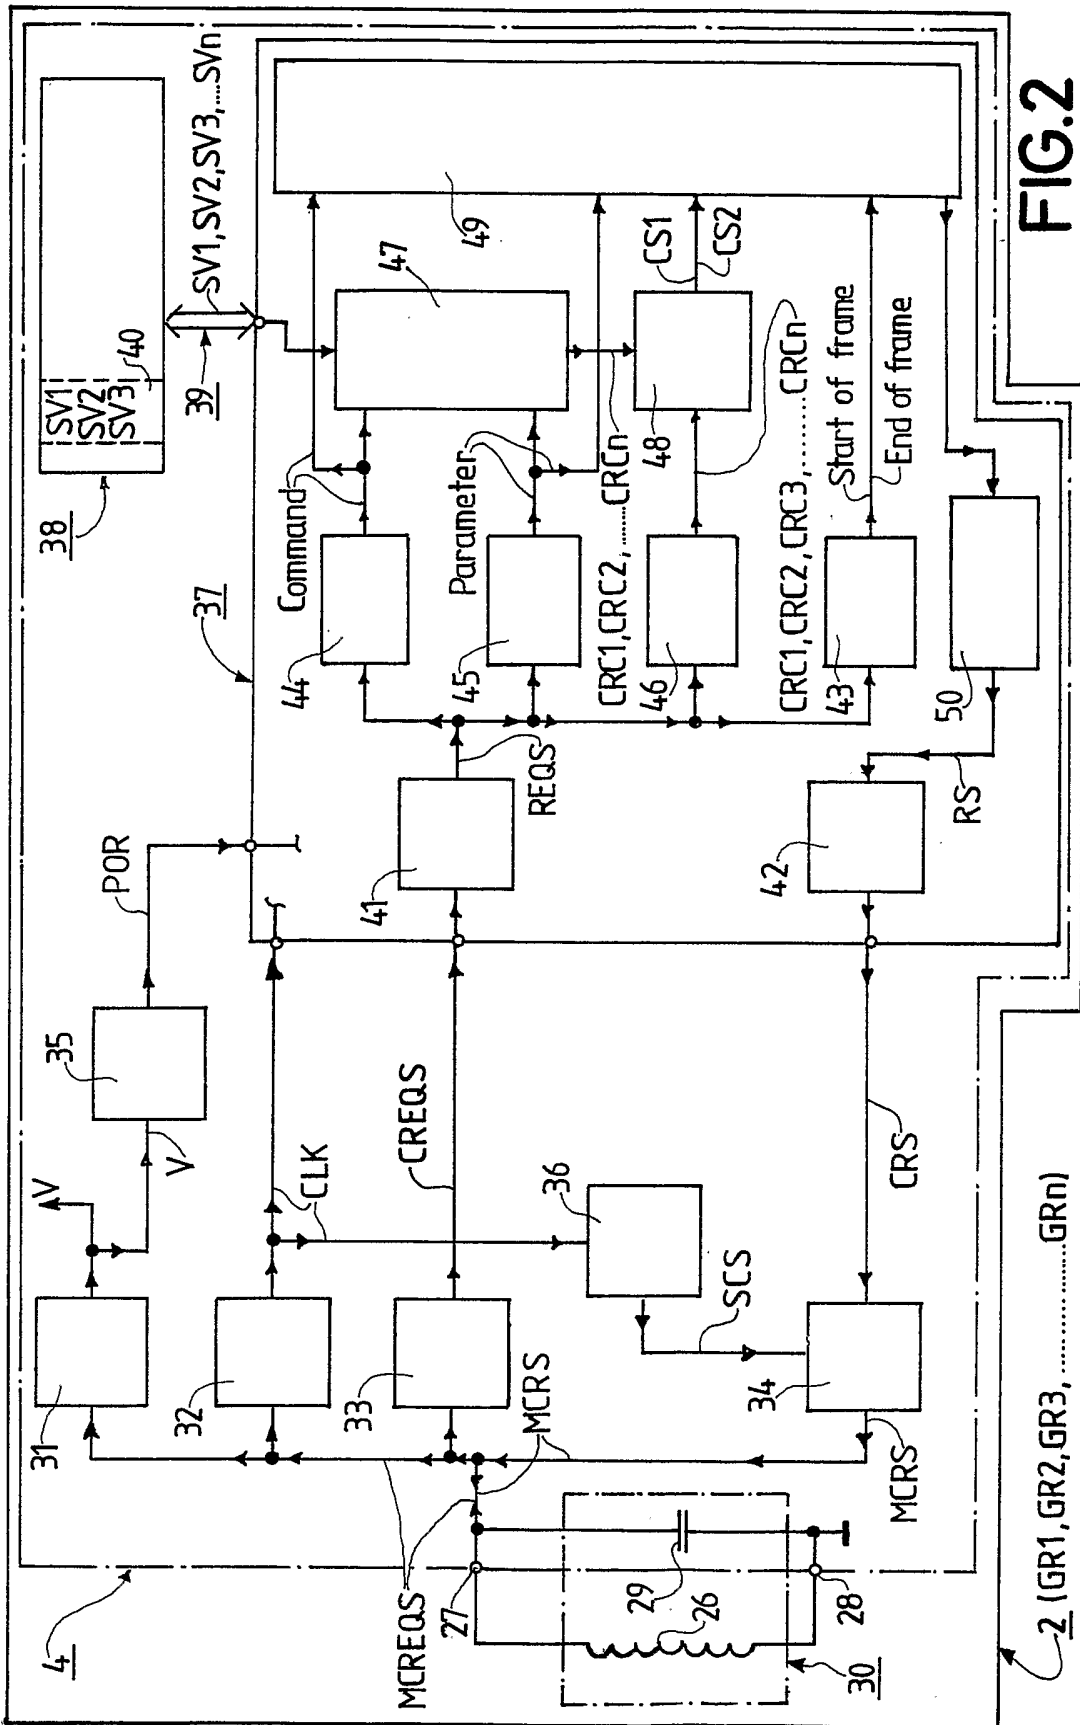 38
SV1
SV2
SV3
40
39
SV1,SV2,SV3,....SVn
4
31
V
V
35
POR
37
32
CLK
33
CREQS
41
REQS
44
Command
45
Parameter
47
49
CRC1,CRC2,......CRCn
46
48
CS1
CS2
CRC1,CRC2,CRC3,........CRCn
43
Start of frame
End of frame
36
SCS
MCREQS
27
MCRS
29
26
28
30
34
MCRS
CRS
42
RS
50
2 (GR1,GR2,GR3,............GRn)
FIG.2